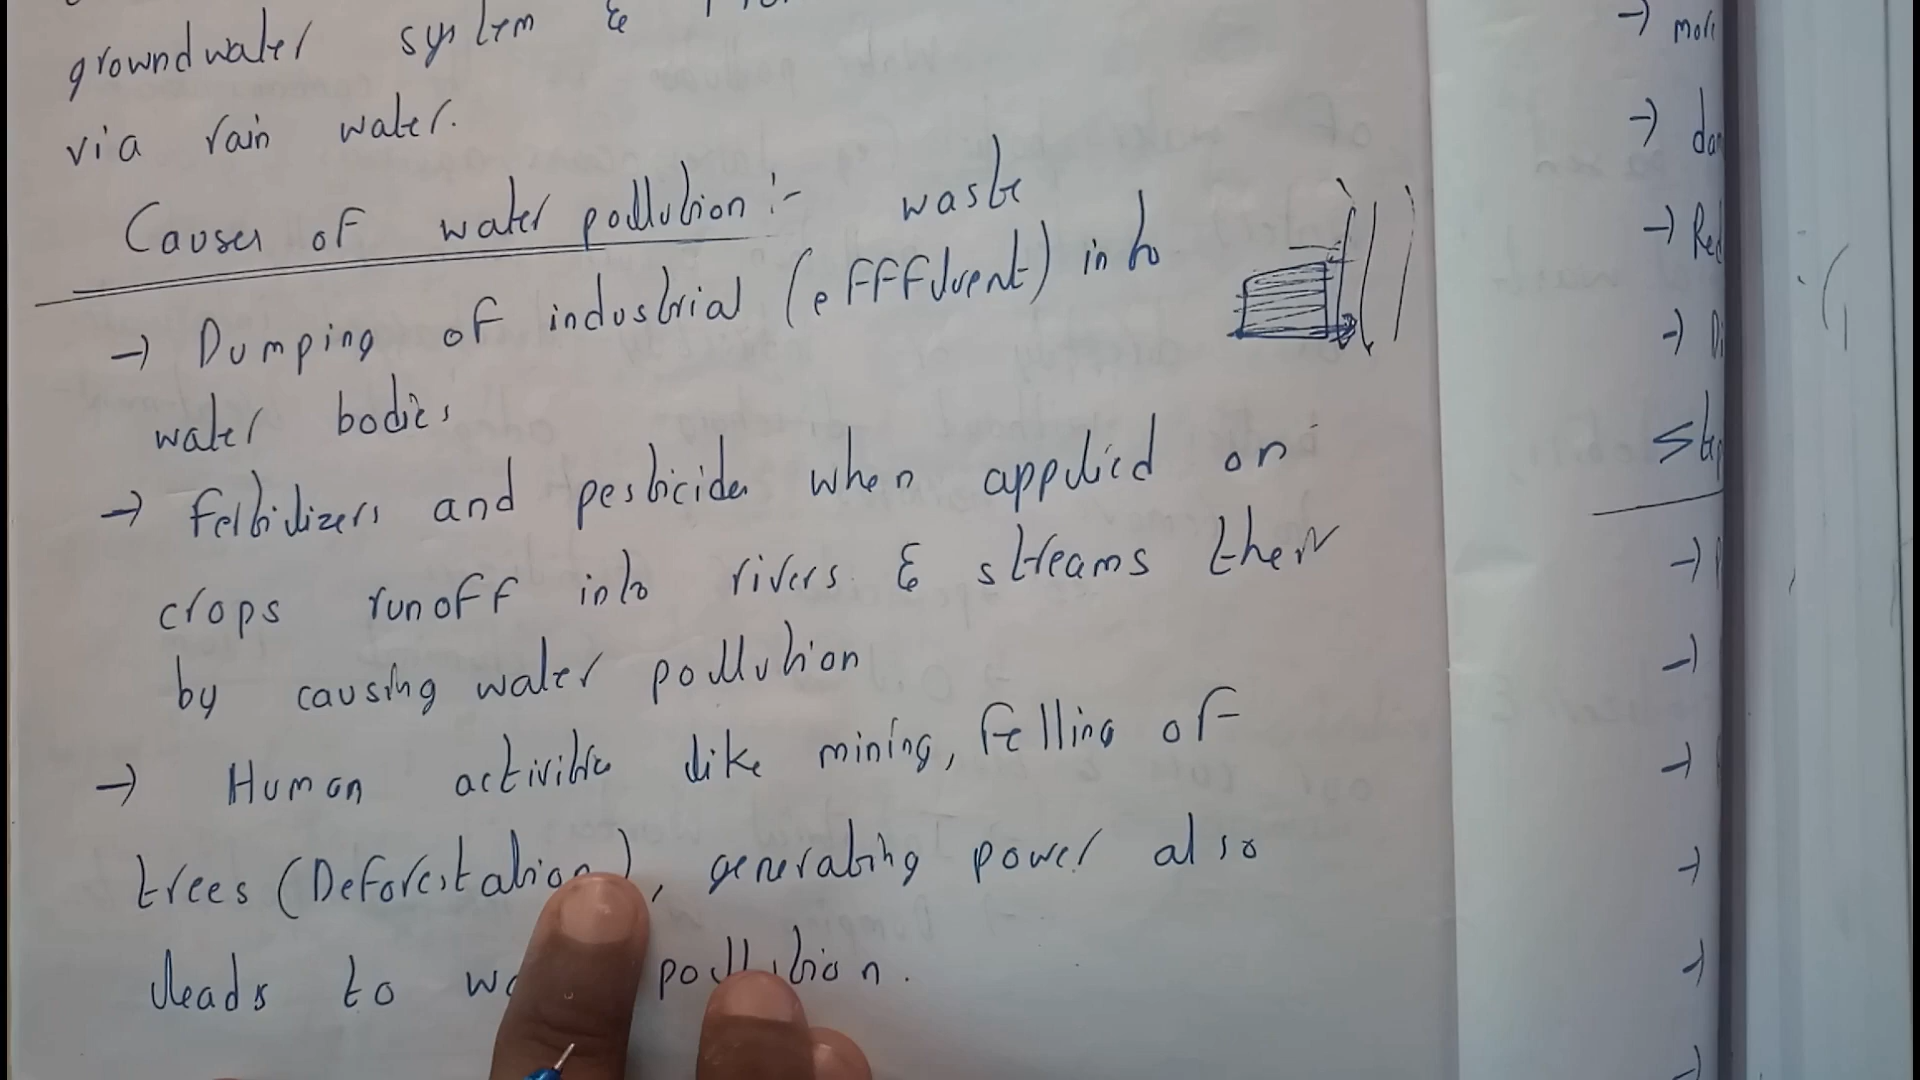 groundwater system &
via rain water.
Causes of water pollution :- waste
→ Dumping of industrial (efffluent) into
water bodies
→ Fertilizers and pesticides when applied on
crops runoff into rivers & streams there
by causing water pollution
→ Human activities like mining, felling of
trees (Deforestation), generating power also
leads to pollution.
→ more
→
→
→
→
→
→
→
→
→